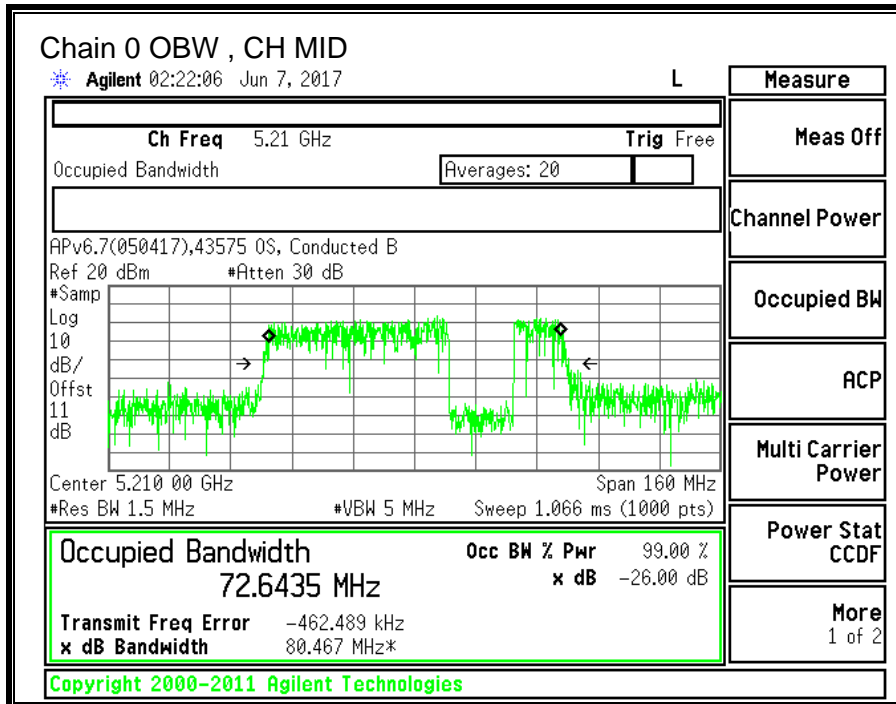 Chain 0 OBW , CH MID
Agilent 02:22:06 Jun 7, 2017 L Measure
Ch Freq 5.21 GHz Trig Free
Occupied Bandwidth Averages: 20
APv6.7(050417),43575 OS, Conducted B
Ref 20 dBm #Atten 30 dB
#Samp
Log
10
dB/
Offst
11
dB
Center 5.210 00 GHz Span 160 MHz
#Res BW 1.5 MHz #VBW 5 MHz Sweep 1.066 ms (1000 pts)
Occupied Bandwidth Occ BW % Pwr 99.00 %
72.6435 MHz x dB -26.00 dB
Transmit Freq Error -462.489 kHz
x dB Bandwidth 80.467 MHz*
Copyright 2000-2011 Agilent Technologies
Meas Off
Channel Power
Occupied BW
ACP
Multi Carrier
Power
Power Stat
CCDF
More
1 of 2